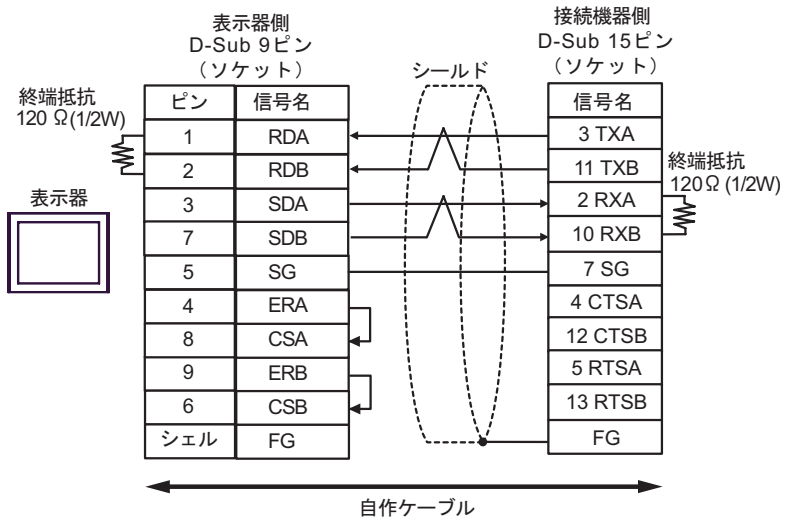 表示器側
D-Sub 9ピン
（ソケット）
接続機器側
D-Sub 15ピン
（ソケット）
シールド
終端抵抗
120 Ω(1/2W)
表示器
ピン 信号名
1 RDA
2 RDB
3 SDA
7 SDB
5 SG
4 ERA
8 CSA
9 ERB
6 CSB
シェル FG
信号名
3 TXA
11 TXB
2 RXA
10 RXB
7 SG
4 CTSA
12 CTSB
5 RTSA
13 RTSB
FG
終端抵抗
120Ω (1/2W)
自作ケーブル